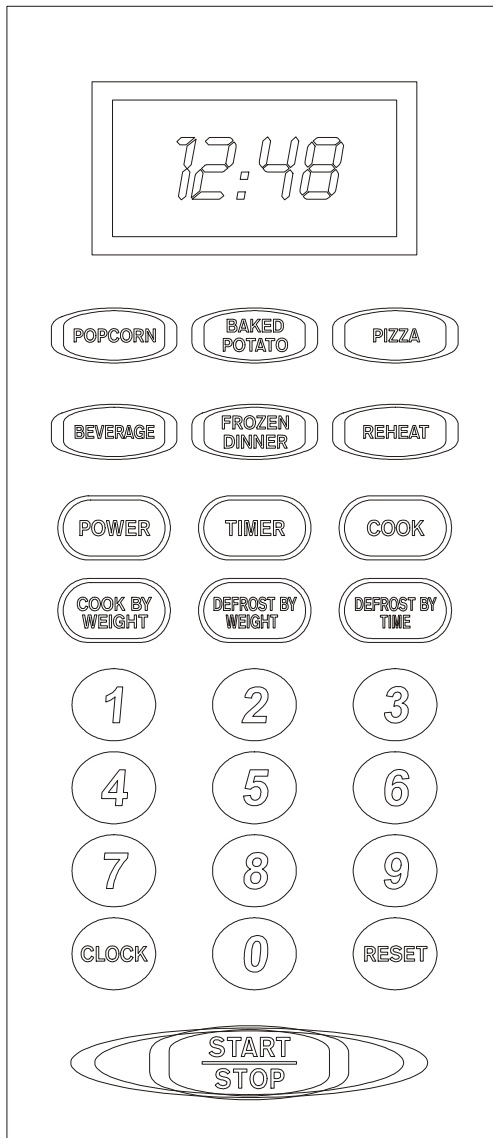 12:48
POPCORN
BAKED
POTATO
PIZZA
BEVERAGE
FROZEN
DINNER
REHEAT
POWER
TIMER
COOK
COOK BY
WEIGHT
DEFROST BY
WEIGHT
DEFROST BY
TIME
1
2
3
4
5
6
7
8
9
CLOCK
0
RESET
START
STOP